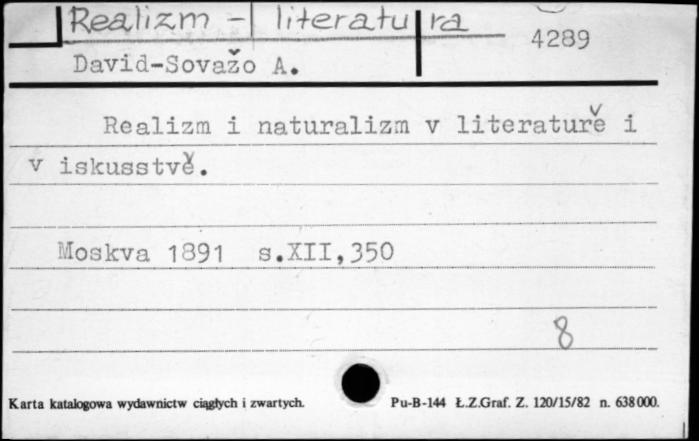 Realizm - literatura
4289
David-Sovažo A.
Realizm i naturalizm v literaturě i
v iskusstvě.
Moskva 1891 s.XII,350
8
Karta katalogowa wydawnictw ciągłych i zwartych. Pu-B-144 Ł.Z.Graf. Z. 120/15/82 n. 638000.